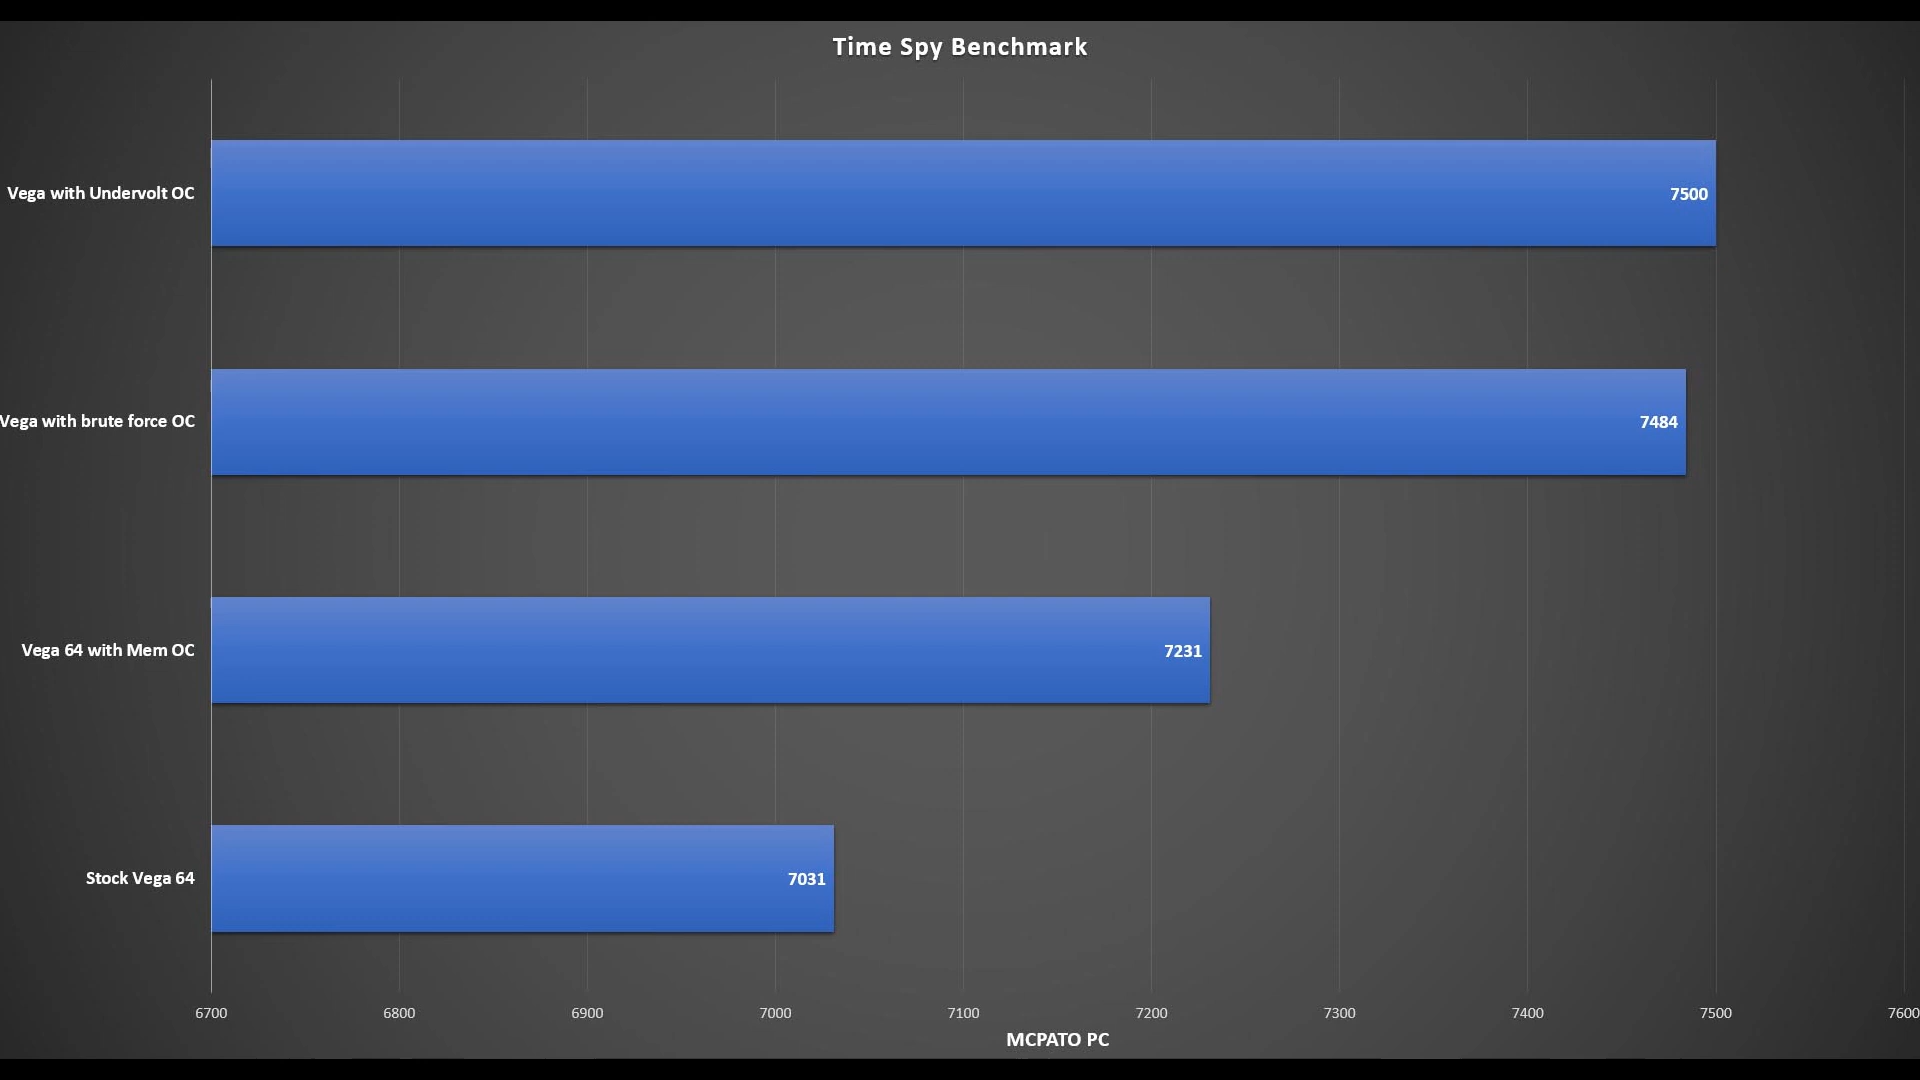 Time Spy Benchmark
Vega with Undervolt OC
7500
Vega with brute force OC
7484
Vega 64 with Mem OC
7231
Stock Vega 64
7031
6700 6800 6900 7000 7100 7200 7300 7400 7500 7600
MCPATO PC